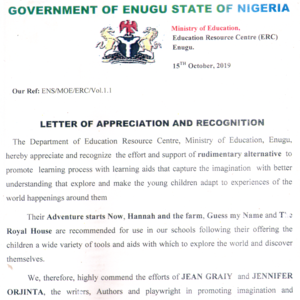 GOVERNMENT OF ENUGU STATE OF NIGERIA
Ministry of Education,
Education Resource Centre (ERC)
Enugu.
15TH October, 2019
Our Ref: ENS/MOE/ERC/Vol.1.1
LETTER OF APPRECIATION AND RECOGNITION
The Department of Education Resource Centre, Ministry of Education, Enugu,
hereby appreciate and recognize the effort and support of rudimentary alternative to
promote learning process with learning aids that capture the imagination with better
understanding that explore and make the young children adapt to experiences of the
world happenings around them
Their Adventure starts Now, Hannah and the farm, Guess my Name and
Royal House are recommended for use in our schools following their offering the
children a wide variety of tools and aids with which to explore the world and discover
themselves.
We, therefore, highly commend the efforts of JEAN GRAIY and JENNIFER
ORJINTA, the writers, Authors and playwright in promoting imagination and